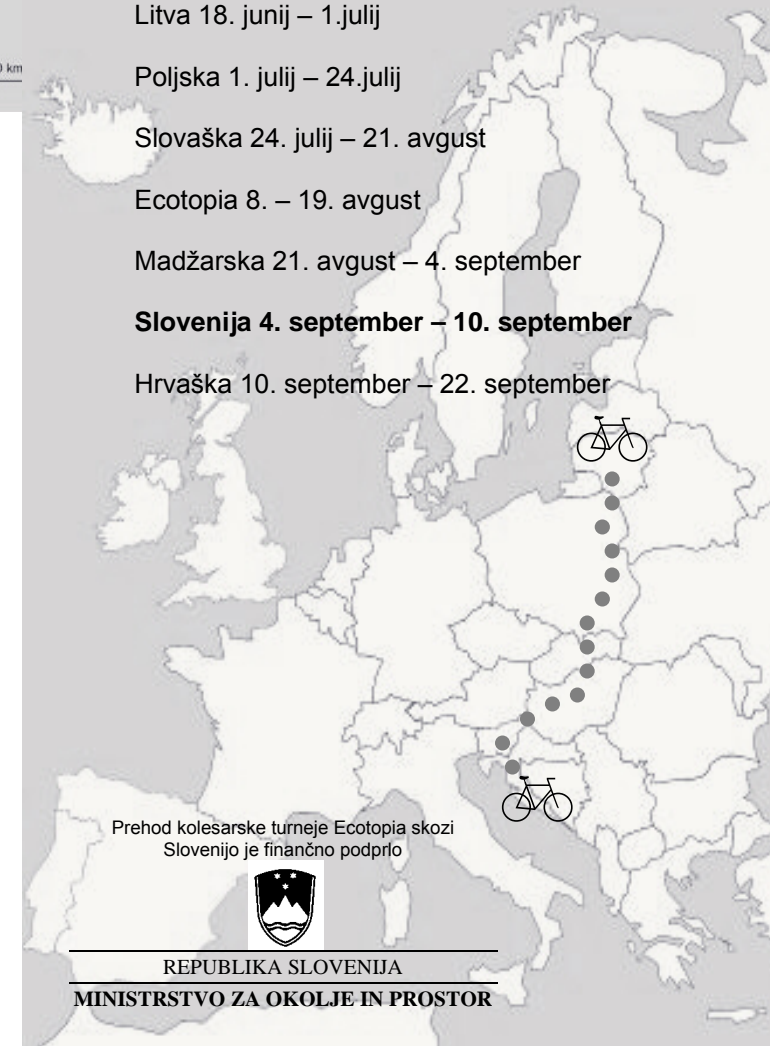 Litva 18. junij – 1.julij
0 km
Poljska 1. julij – 24.julij
Slovaška 24. julij – 21. avgust
Ecotopia 8. – 19. avgust
Madžarska 21. avgust – 4. september
Slovenija 4. september – 10. september
Hrvaška 10. september – 22. september
Prehod kolesarske turneje Ecotopia skozi
Slovenijo je finančno podprlo
REPUBLIKA SLOVENIJA
MINISTRSTVO ZA OKOLJE IN PROSTOR